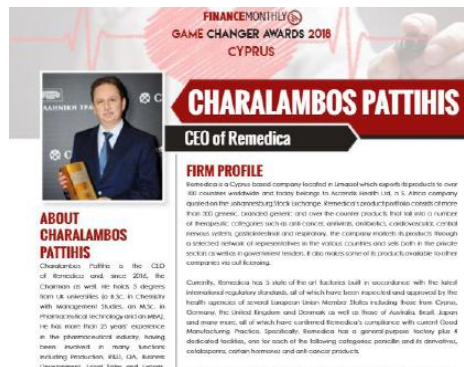 FINANCEMONTHLY
GAME CHANGER AWARDS 2018
CYPRUS
CHARALAMBOS PATTIHIS
CEO of Remedica
FIRM PROFILE
Remedica is a Cyprus based company located in Limassol which exports its products to over
100 countries worldwide and today belongs to Ascendis Health Ltd, a S. Africa company
quoted on the Johannesburg Stock Exchange. Remedica's product portfolio consists of more
than 300 generic, branded generic and over-the-counter products that fall into a number
of therapeutic categories such as anti-cancer, antivirals, antibiotics, cardiovascular, central
nervous system, gastrointestinal and respiratory. The company markets its products through
a selected network of representatives in the various countries and sells both in the private
sectors as well as in government tenders. It also makes some of its products available to other
companies via out licensing.
Currently, Remedica has 5 state of the art factories built in accordance with the latest
international regulatory standards, all of which have been inspected and approved by the
health agencies of several European Union Member States including those from Cyprus,
Germany, the United Kingdom and Denmark as well as those of Australia, Brazil, Japan
and many more, all of which have confirmed Remedica's compliance with current Good
Manufacturing Practices. Specifically, Remedica has a general-purpose factory plus 4
dedicated facilities, one for each of the following categories: penicillin and its derivatives,
cefalosporins, certain hormones and anti-cancer products.
ABOUT
CHARALAMBOS
PATTIHIS
Charalambos Pattihis is the CEO
of Remedica and, since 2016, the
Chairman as well. He holds 3 degrees
from UK universities (a B.Sc. in Chemistry
with Management Studies, an M.Sc. in
Pharmaceutical Technology and an MBA).
He has more than 25 years' experience
in the pharmaceutical industry, having
been involved in many functions
including Production, R&D, QA, Business
Development, Local Sales and Exports.